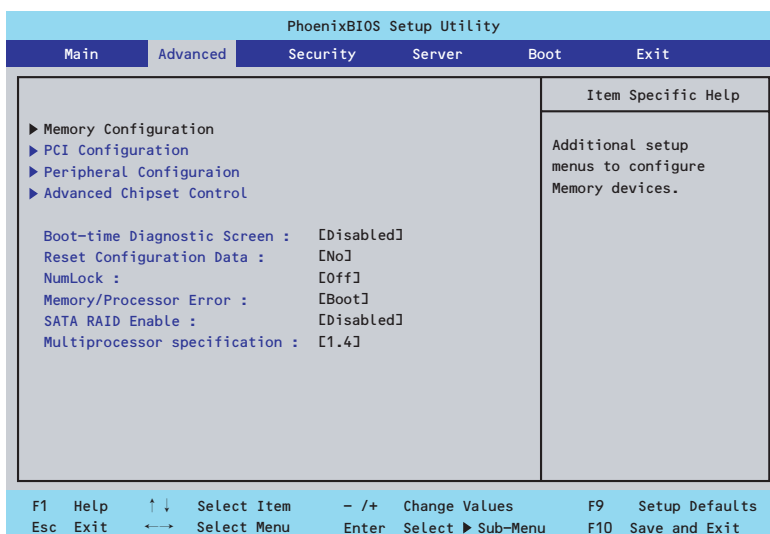 PhoenixBIOS Setup Utility
Main Advanced Security Server Boot Exit
Item Specific Help
▶ Memory Configuration
▶ PCI Configuration
▶ Peripheral Configuraion
▶ Advanced Chipset Control
Additional setup
menus to configure
Memory devices.
Boot-time Diagnostic Screen : [Disabled]
Reset Configuration Data : [No]
NumLock : [Off]
Memory/Processor Error : [Boot]
SATA RAID Enable : [Disabled]
Multiprocessor specification : [1.4]
F1 Help ↑↓ Select Item - /+ Change Values F9 Setup Defaults
Esc Exit ←→ Select Menu Enter Select ▶ Sub-Menu F10 Save and Exit